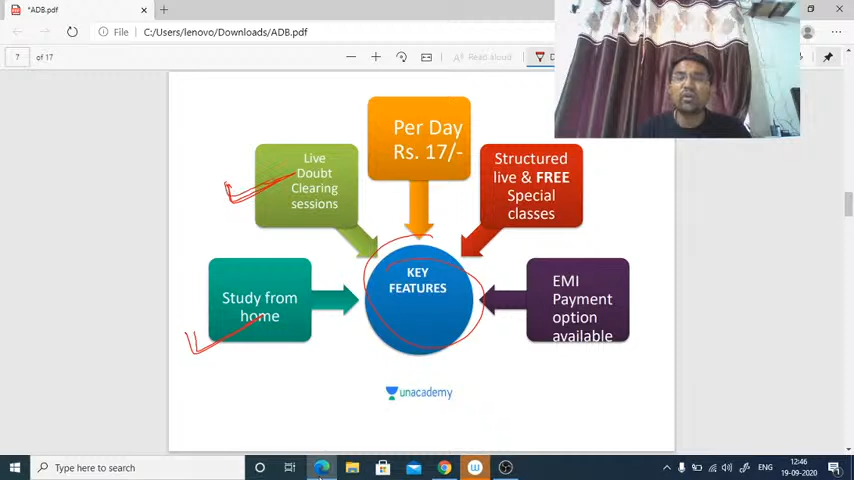 *ADB.pdf
File
C:/Users/lenovo/Downloads/ADB.pdf
7
of 17
Read aloud
Per Day
Rs. 17/-
Live
Doubt
Clearing
sessions
Structured
live & FREE
Special
classes
KEY
FEATURES
Study from
home
EMI
Payment
option
available
unacademy
Type here to search
ENG
12:46
19-09-2020